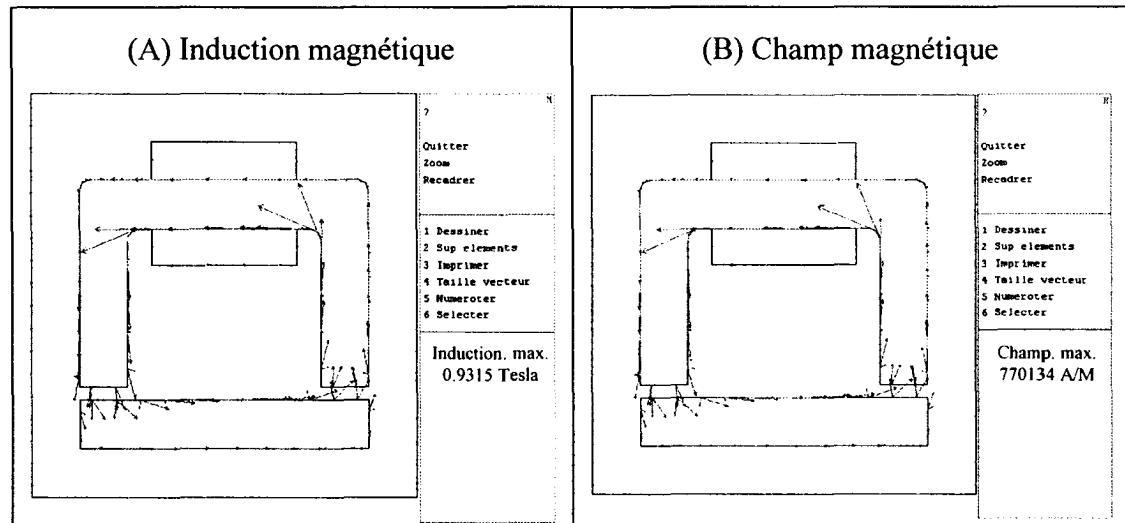 (A) Induction magnétique
(B) Champ magnétique
M
?
Quitter
Zoom
Recadrer
1 Dessiner
2 Sup elements
3 Imprimer
4 Taille vecteur
5 Numeroter
6 Selecter
Induction. max.
0.9315 Tesla
?
Quitter
Zoom
Recadrer
1 Dessiner
2 Sup elements
3 Imprimer
4 Taille vecteur
5 Numeroter
6 Selecter
Champ. max.
770134 A/M